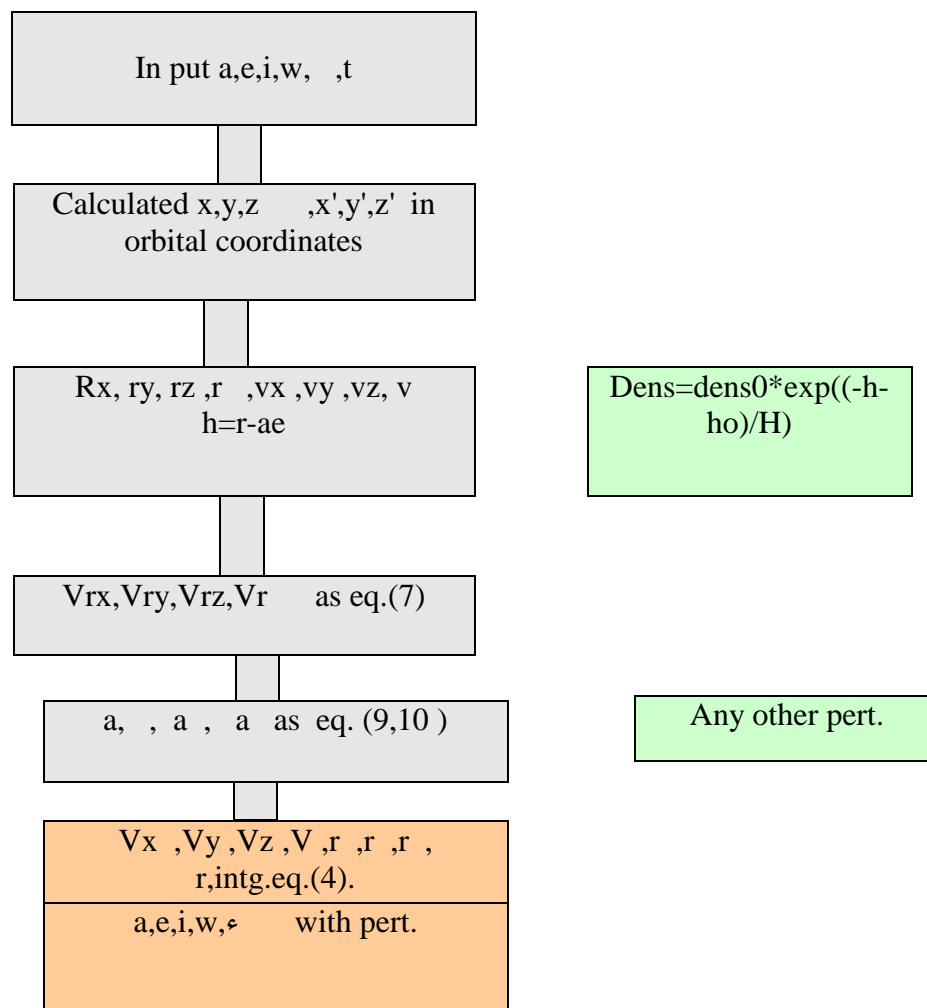 In put a,e,i,w, ,t
Calculated x,y,z ,x',y',z' in
orbital coordinates
Rx, ry, rz ,r ,vx ,vy ,vz, v
h=r-ae
Dens=dens0*exp((-h-
ho)/H)
Vrx,Vry,Vrz,Vr as eq.(7)
a, , a , a as eq. (9,10 )
Any other pert.
Vx ,Vy ,Vz ,V ,r ,r ,r ,
r,intg.eq.(4).
a,e,i,w,ء with pert.